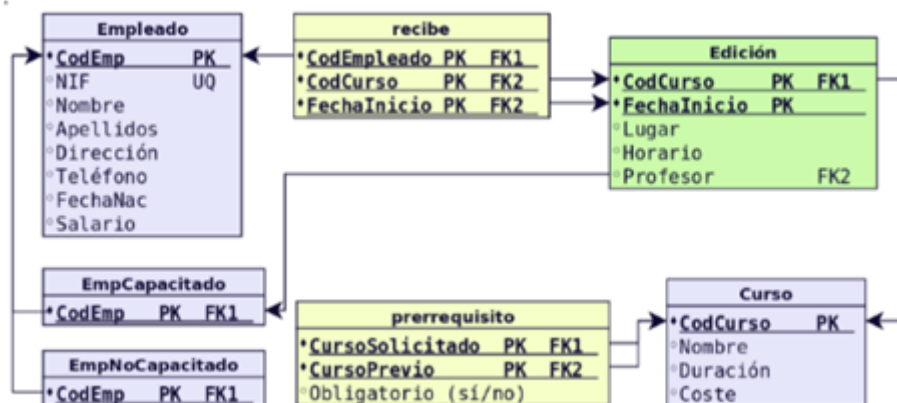 Empleado
CodEmp PK
NIF UQ
Nombre
Apellidos
Dirección
Teléfono
FechaNac
Salario
recibe
CodEmpleado PK FK1
CodCurso PK FK2
FechaInicio PK FK2
Edición
CodCurso PK FK1
FechaInicio PK
Lugar
Horario
Profesor FK2
EmpCapacitado
CodEmp PK FK1
EmpNoCapacitado
CodEmp PK FK1
prerrequisito
CursoSolicitado PK FK1
CursoPrevio PK FK2
Obligatorio (sí/no)
Curso
CodCurso PK
Nombre
Duración
Coste